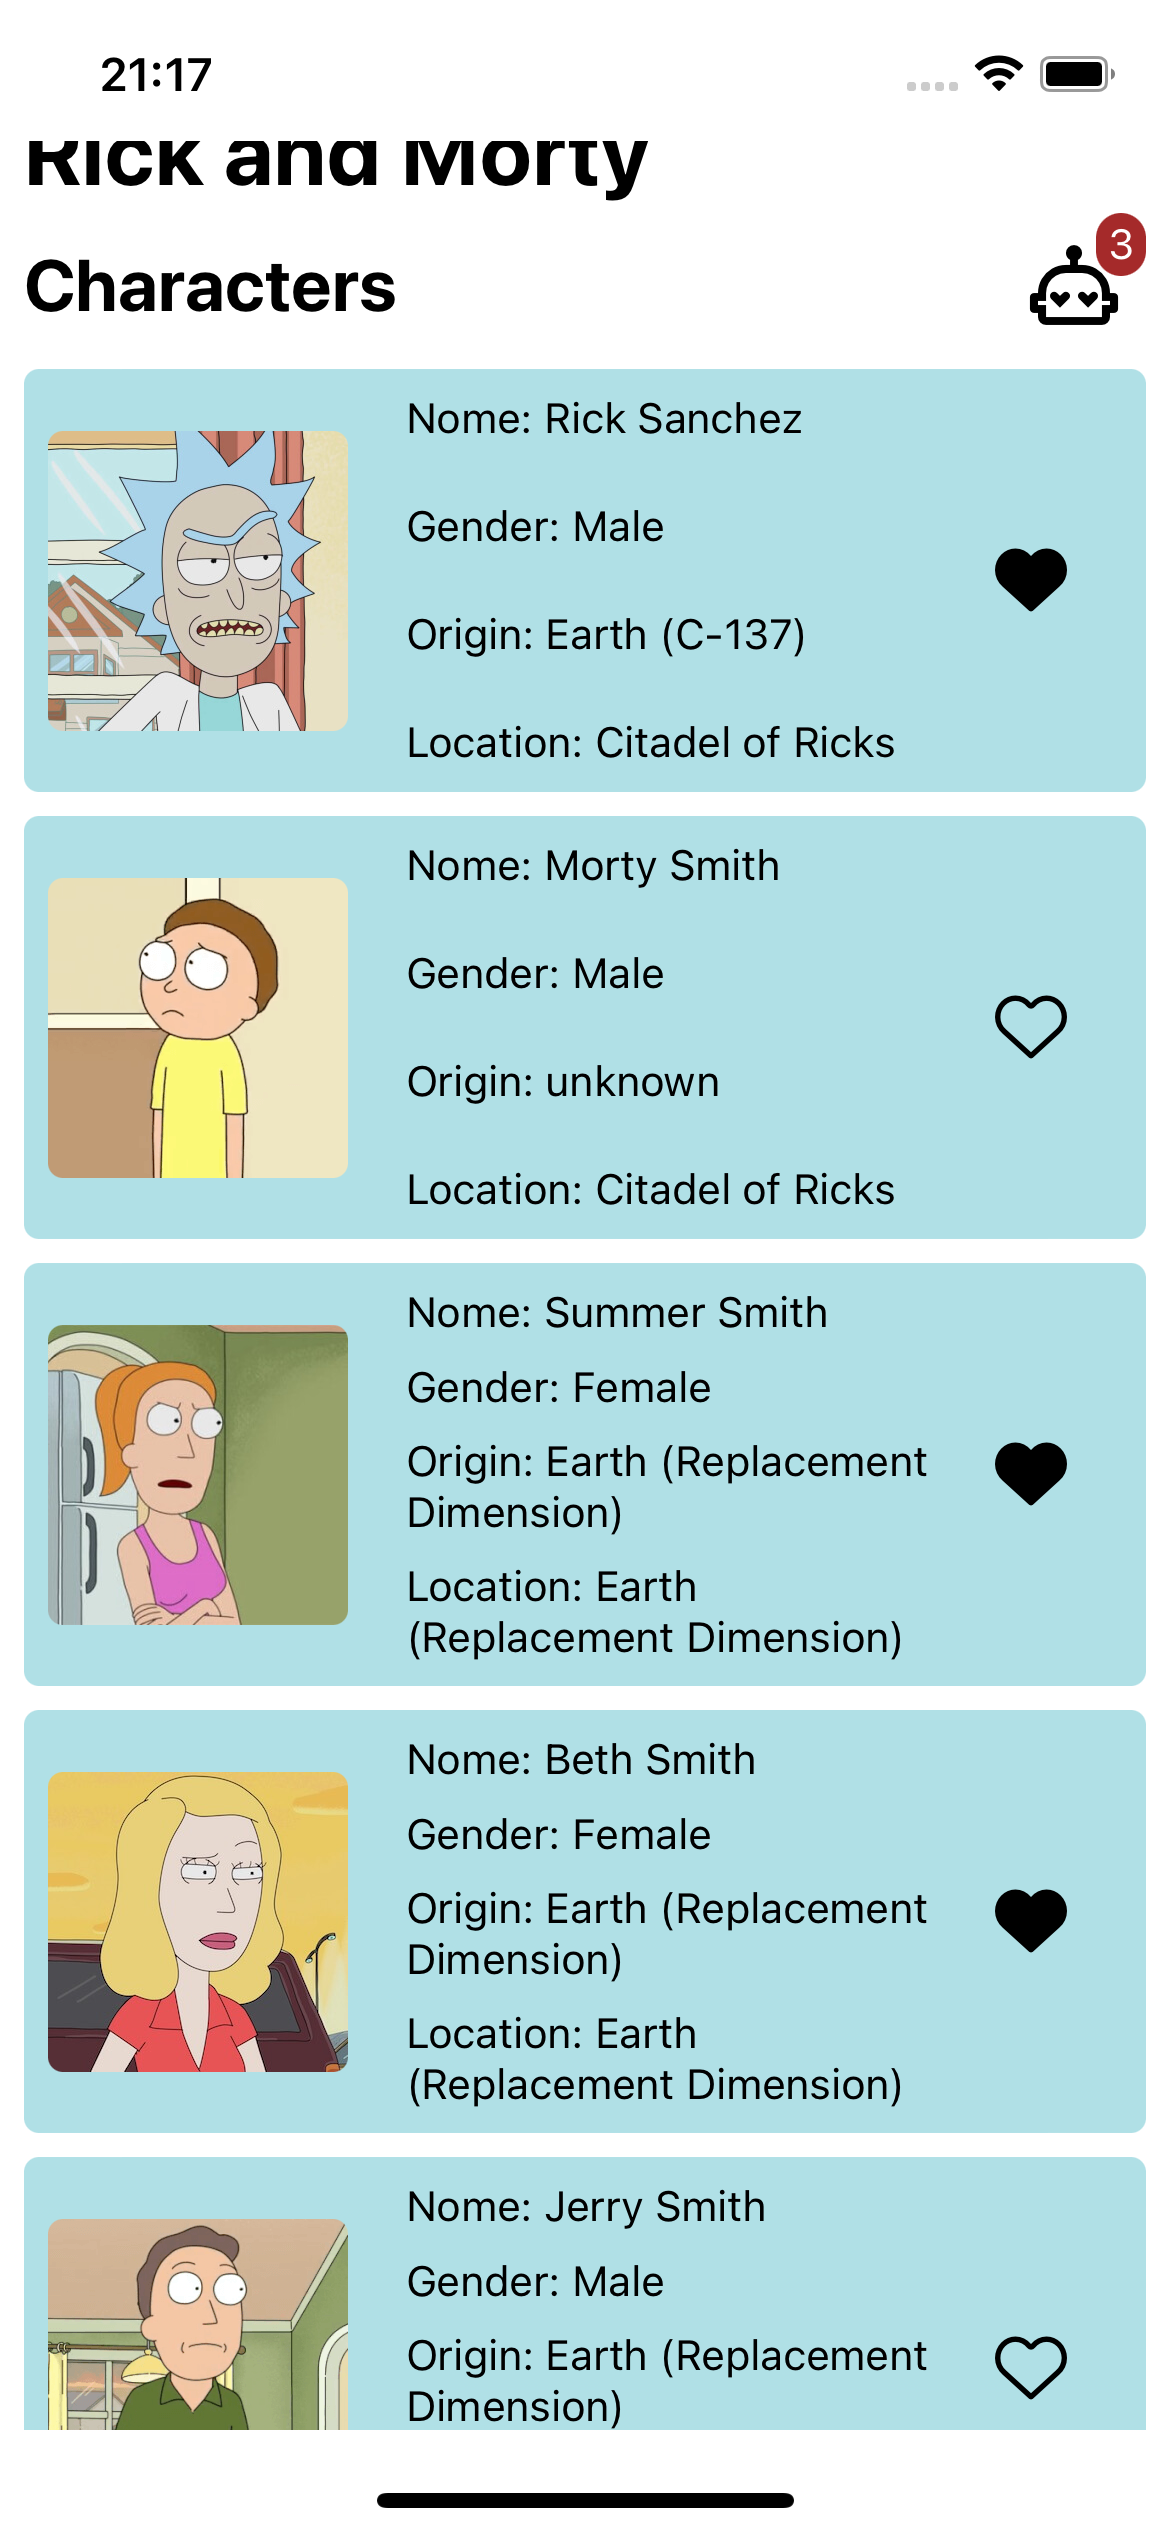 21:17
Rick and Morty
3
Characters
Nome: Rick Sanchez
Gender: Male
Origin: Earth (C-137)
Location: Citadel of Ricks
Nome: Morty Smith
Gender: Male
Origin: unknown
Location: Citadel of Ricks
Nome: Summer Smith
Gender: Female
Origin: Earth (Replacement
Dimension)
Location: Earth
(Replacement Dimension)
Nome: Beth Smith
Gender: Female
Origin: Earth (Replacement
Dimension)
Location: Earth
(Replacement Dimension)
Nome: Jerry Smith
Gender: Male
Origin: Earth (Replacement
Dimension)